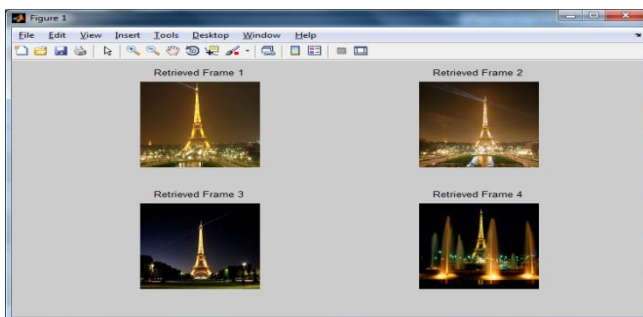 Figure 1
File Edit View Insert Tools Desktop Window Help
Retrieved Frame 1
Retrieved Frame 2
Retrieved Frame 3
Retrieved Frame 4